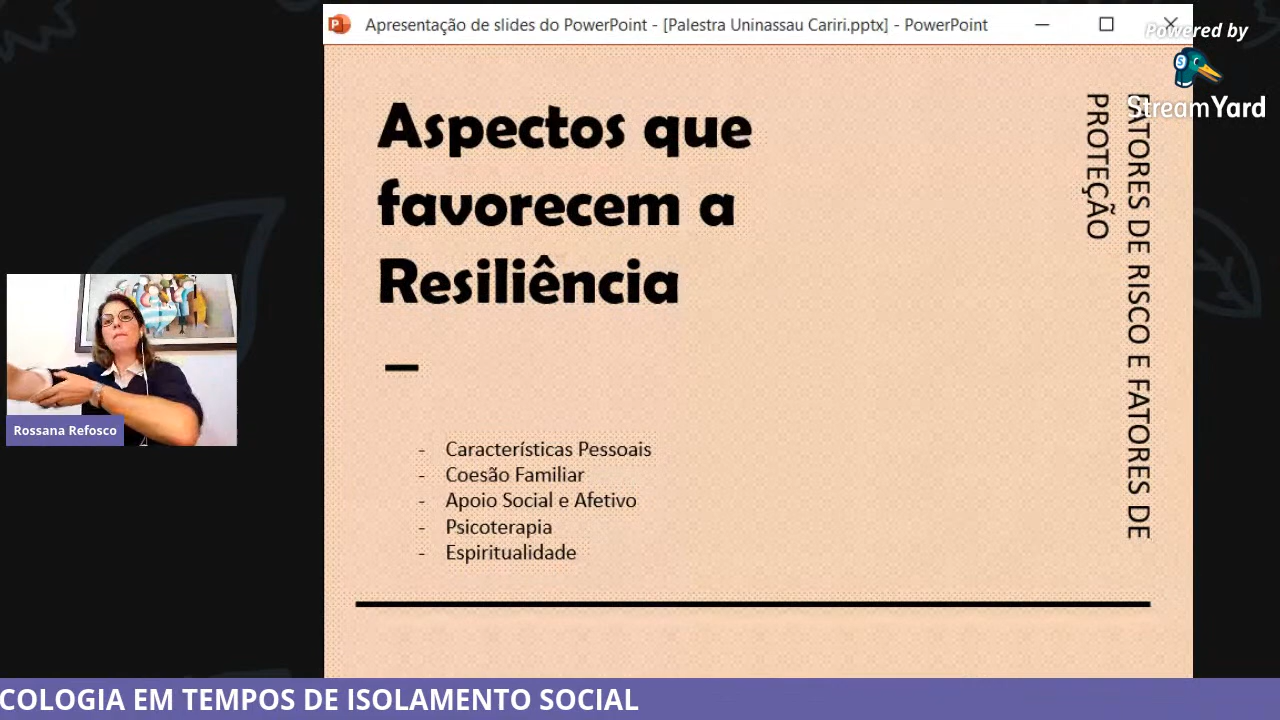 Apresentação de slides do PowerPoint - [Palestra Uninassau Cariri.pptx] - PowerPoint
Powered by
StreamYard
Aspectos que
favorecem a
Resiliência
FATORES DE RISCO E FATORES DE
PROTEÇÃO
- Características Pessoais
- Coesão Familiar
- Apoio Social e Afetivo
- Psicoterapia
- Espiritualidade
Rossana Refosco
COLOGIA EM TEMPOS DE ISOLAMENTO SOCIAL